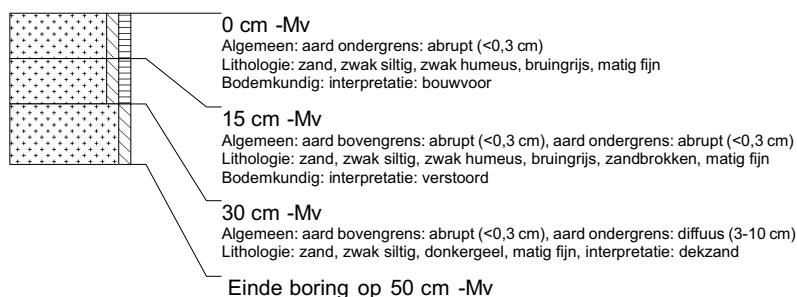 0 cm -Mv
Algemeen: aard ondergrens: abrupt (<0,3 cm)
Lithologie: zand, zwak siltig, zwak humeus, bruingrijs, matig fijn
Bodemkundig: interpretatie: bouwvoor
15 cm -Mv
Algemeen: aard bovengrens: abrupt (<0,3 cm), aard ondergrens: abrupt (<0,3 cm)
Lithologie: zand, zwak siltig, zwak humeus, bruingrijs, zandbrokken, matig fijn
Bodemkundig: interpretatie: verstoord
30 cm -Mv
Algemeen: aard bovengrens: abrupt (<0,3 cm), aard ondergrens: diffuus (3-10 cm)
Lithologie: zand, zwak siltig, donkergeel, matig fijn, interpretatie: dekzand
Einde boring op 50 cm -Mv